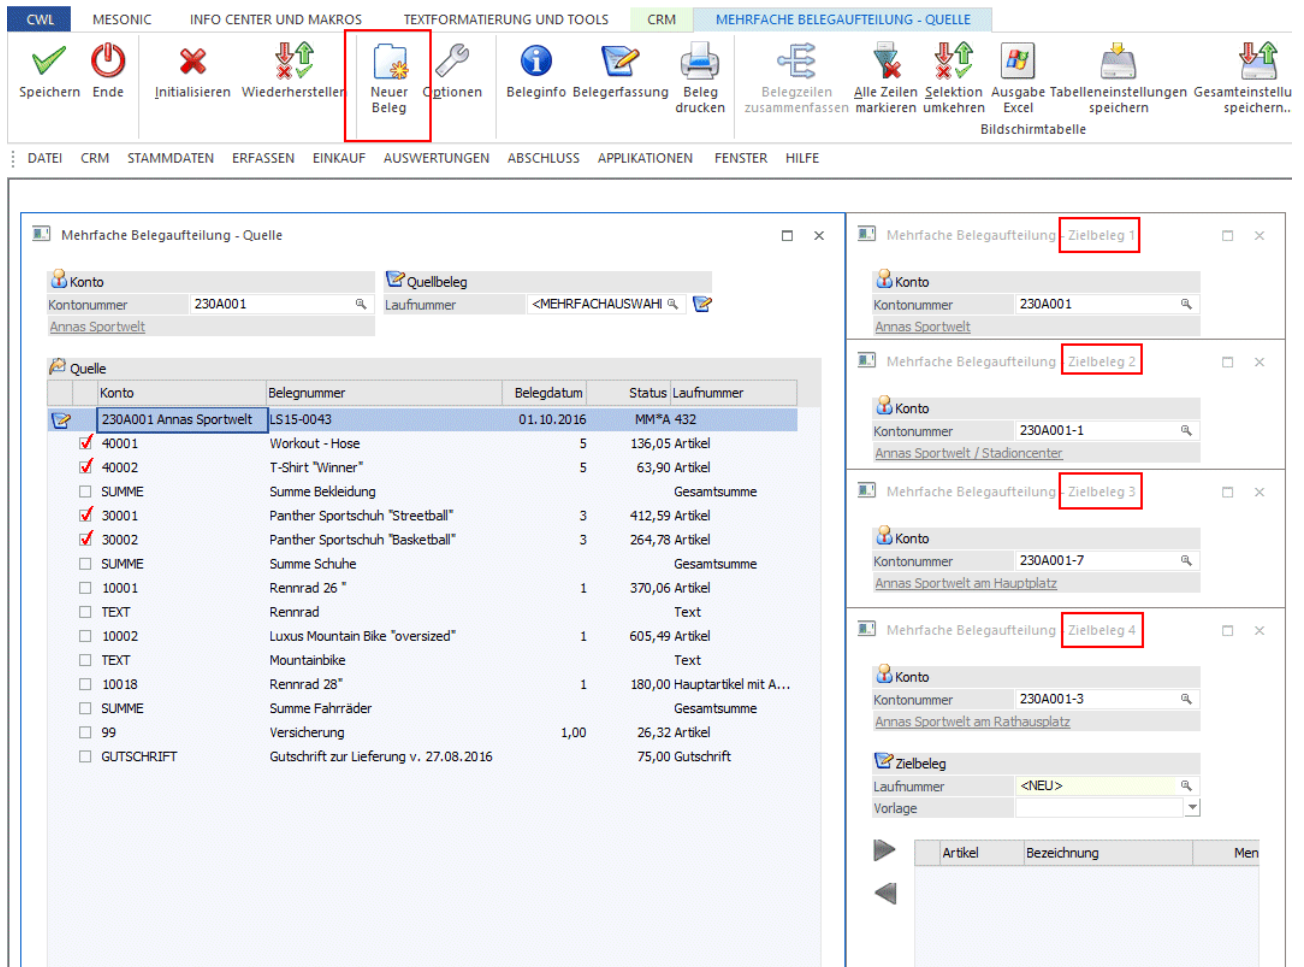 CWL MESONIC INFO CENTER UND MAKROS TEXTFORMATIERUNG UND TOOLS CRM MEHRFACHE BELEGAUFTEILUNG - QUELLE
Speichern Ende Initialisieren Wiederhersteller Neuer Beleg Optionen Beleginfo Belegerfassung Beleg drucken Belegzeilen zusammenfassen Alle Zeilen markieren Selektion umkehren Ausgabe Excel Tabelleneinstellungen speichern Gesamteinstellu speichern..
Bildschirmtabelle
DATEI CRM STAMMDATEN ERFASSEN EINKAUF AUSWERTUNGEN ABSCHLUSS APPLIKATIONEN FENSTER HILFE
Mehrfache Belegaufteilung - Quelle
Konto Quellbeleg
Kontonummer 230A001 Laufnummer <MEHRFACHAUSWAHI
Annas Sportwelt
Quelle
Konto Belegnummer Belegdatum Status Laufnummer
230A001 Annas Sportwelt LS15-0043 01.10.2016 MM*A 432
40001 Workout - Hose 5 136,05 Artikel
40002 T-Shirt "Winner" 5 63,90 Artikel
SUMME Summe Bekleidung Gesamtsumme
30001 Panther Sportschuh "Streetball" 3 412,59 Artikel
30002 Panther Sportschuh "Basketball" 3 264,78 Artikel
SUMME Summe Schuhe Gesamtsumme
10001 Rennrad 26 " 1 370,06 Artikel
TEXT Rennrad Text
10002 Luxus Mountain Bike "oversized" 1 605,49 Artikel
TEXT Mountainbike Text
10018 Rennrad 28" 1 180,00 Hauptartikel mit A...
SUMME Summe Fahrräder Gesamtsumme
99 Versicherung 1,00 26,32 Artikel
GUTSCHRIFT Gutschrift zur Lieferung v. 27.08.2016 75,00 Gutschrift
Mehrfache Belegaufteilung - Zielbeleg 1
Konto
Kontonummer 230A001
Annas Sportwelt
Mehrfache Belegaufteilung - Zielbeleg 2
Konto
Kontonummer 230A001-1
Annas Sportwelt / Stadioncenter
Mehrfache Belegaufteilung - Zielbeleg 3
Konto
Kontonummer 230A001-7
Annas Sportwelt am Hauptplatz
Mehrfache Belegaufteilung - Zielbeleg 4
Konto
Kontonummer 230A001-3
Annas Sportwelt am Rathausplatz
Zielbeleg
Laufnummer <NEU>
Vorlage
Artikel Bezeichnung Men